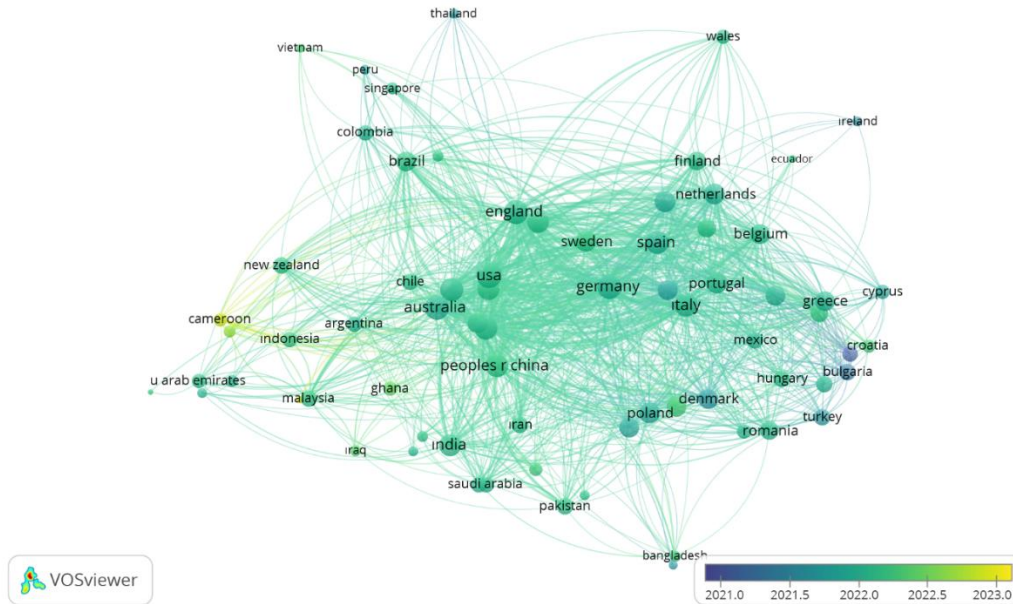 thailand
wales
vietnam
peru
singapore
ireland
colombia
brazil
finland
ecuador
netherlands
england
sweden
spain
belgium
new zealand
chile
usa
germany
portugal
cyprus
australia
italy
greece
cameroon
argentina
indonesia
mexico
croatia
peoples r china
bulgaria
u arab emirates
ghana
hungary
malaysia
denmark
poland
turkey
iran
romania
iraq
india
saudi arabia
pakistan
bangladesh
VOSviewer
2021.0 2021.5 2022.0 2022.5 2023.0